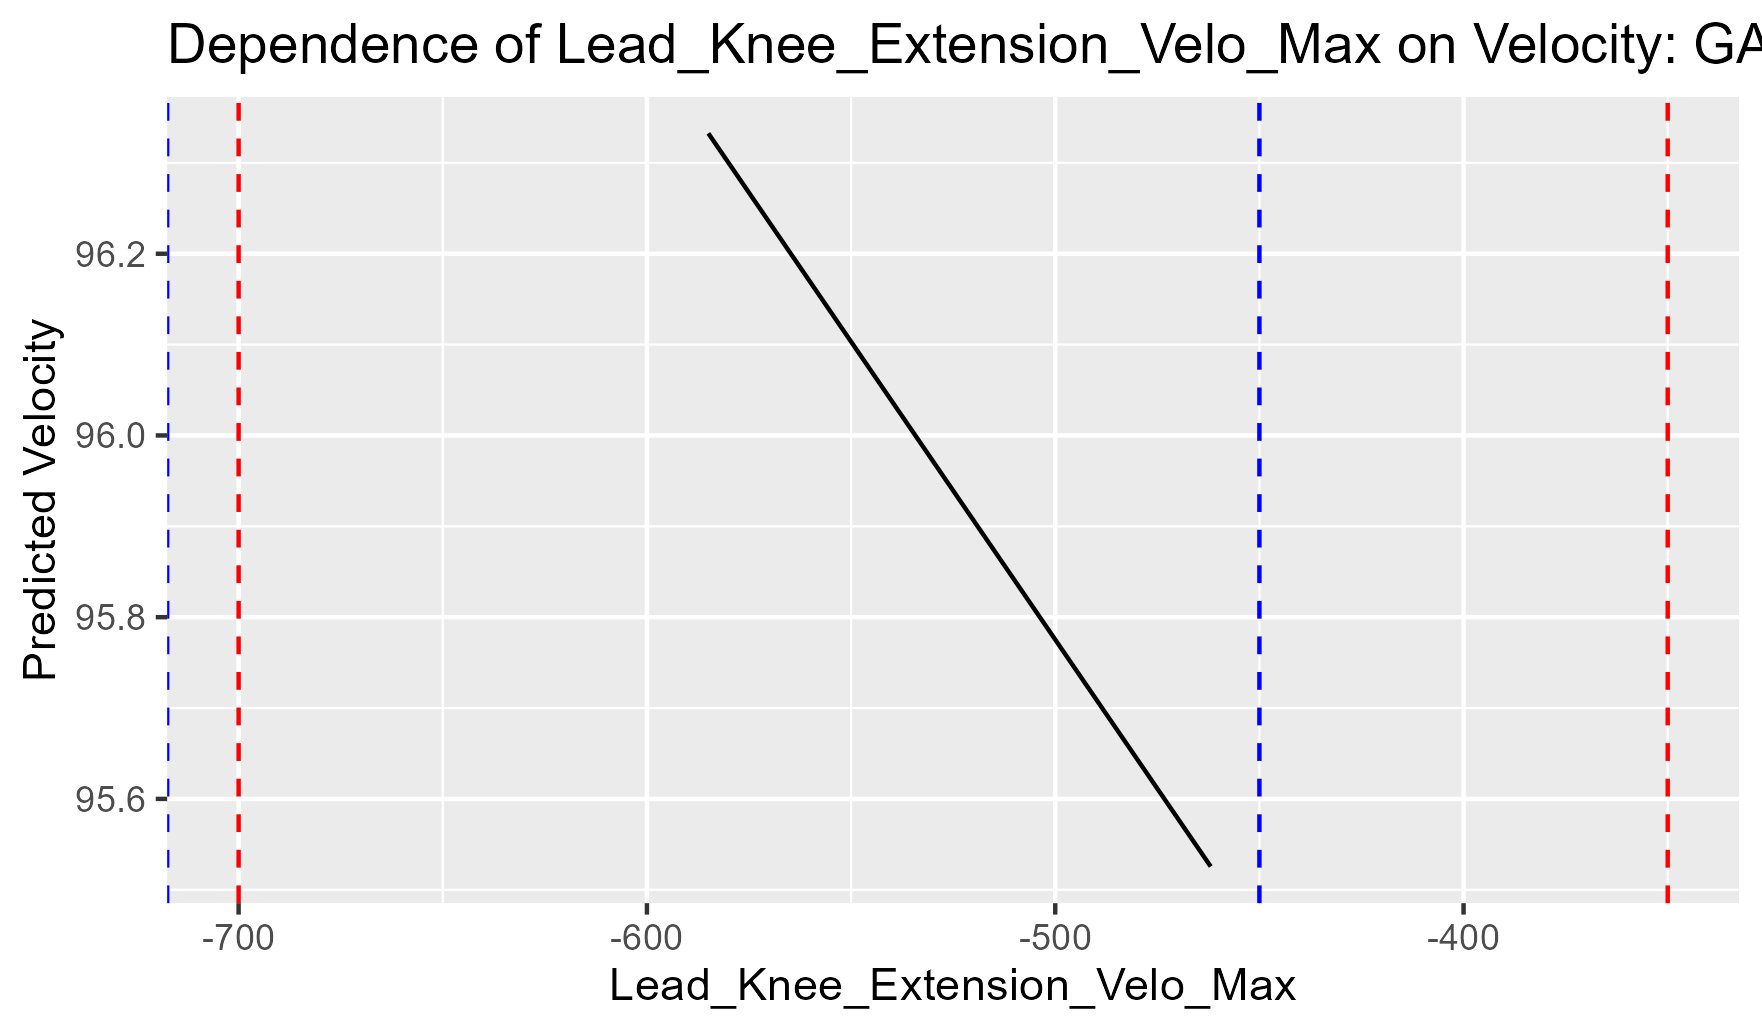 Dependence of Lead_Knee_Extension_Velo_Max on Velocity: GA
Predicted Velocity
96.2
96.0
95.8
95.6
-700
-600
-500
-400
Lead_Knee_Extension_Velo_Max